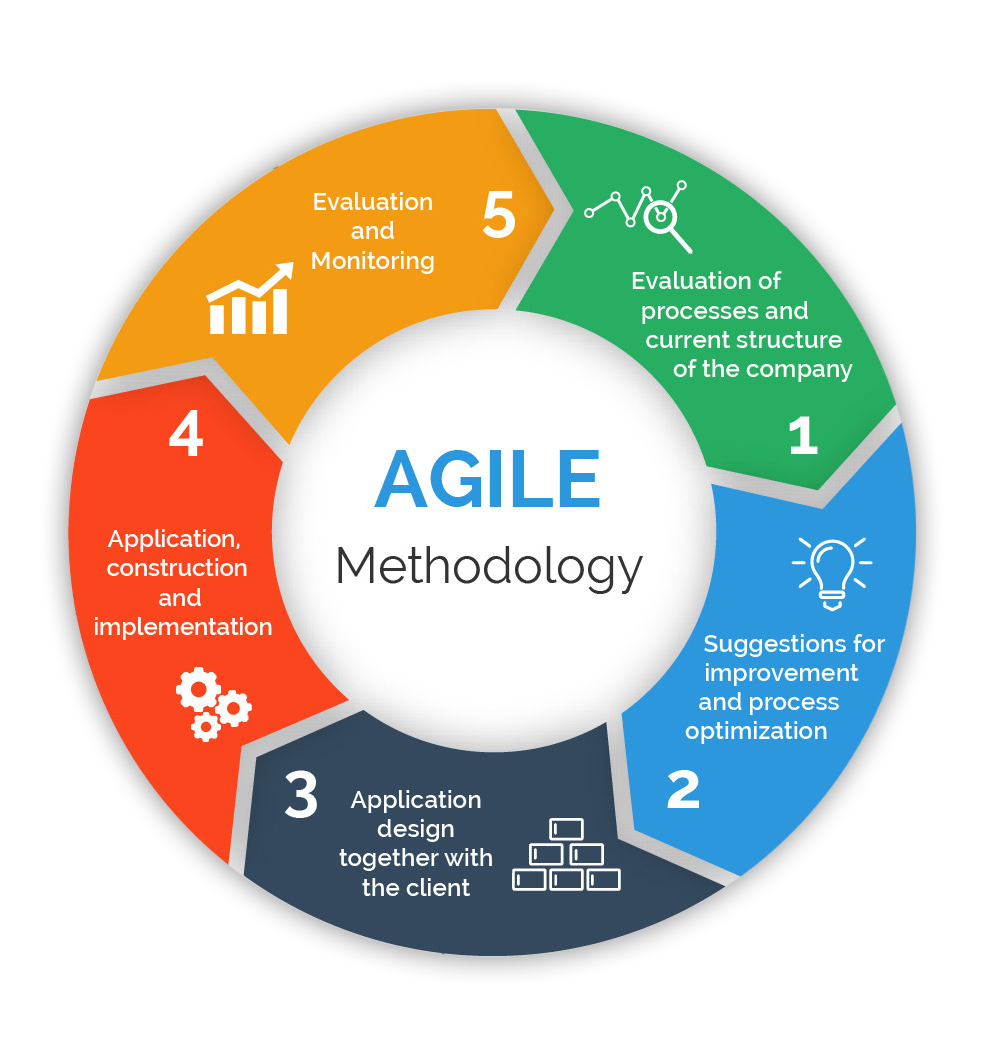 AGILE
Methodology
Evaluation of
processes and
current structure
of the company
1
Suggestions for
improvement
and process
optimization
2
3
Application
design
together with
the client
4
Application,
construction
and
implementation
Evaluation
and
Monitoring
5